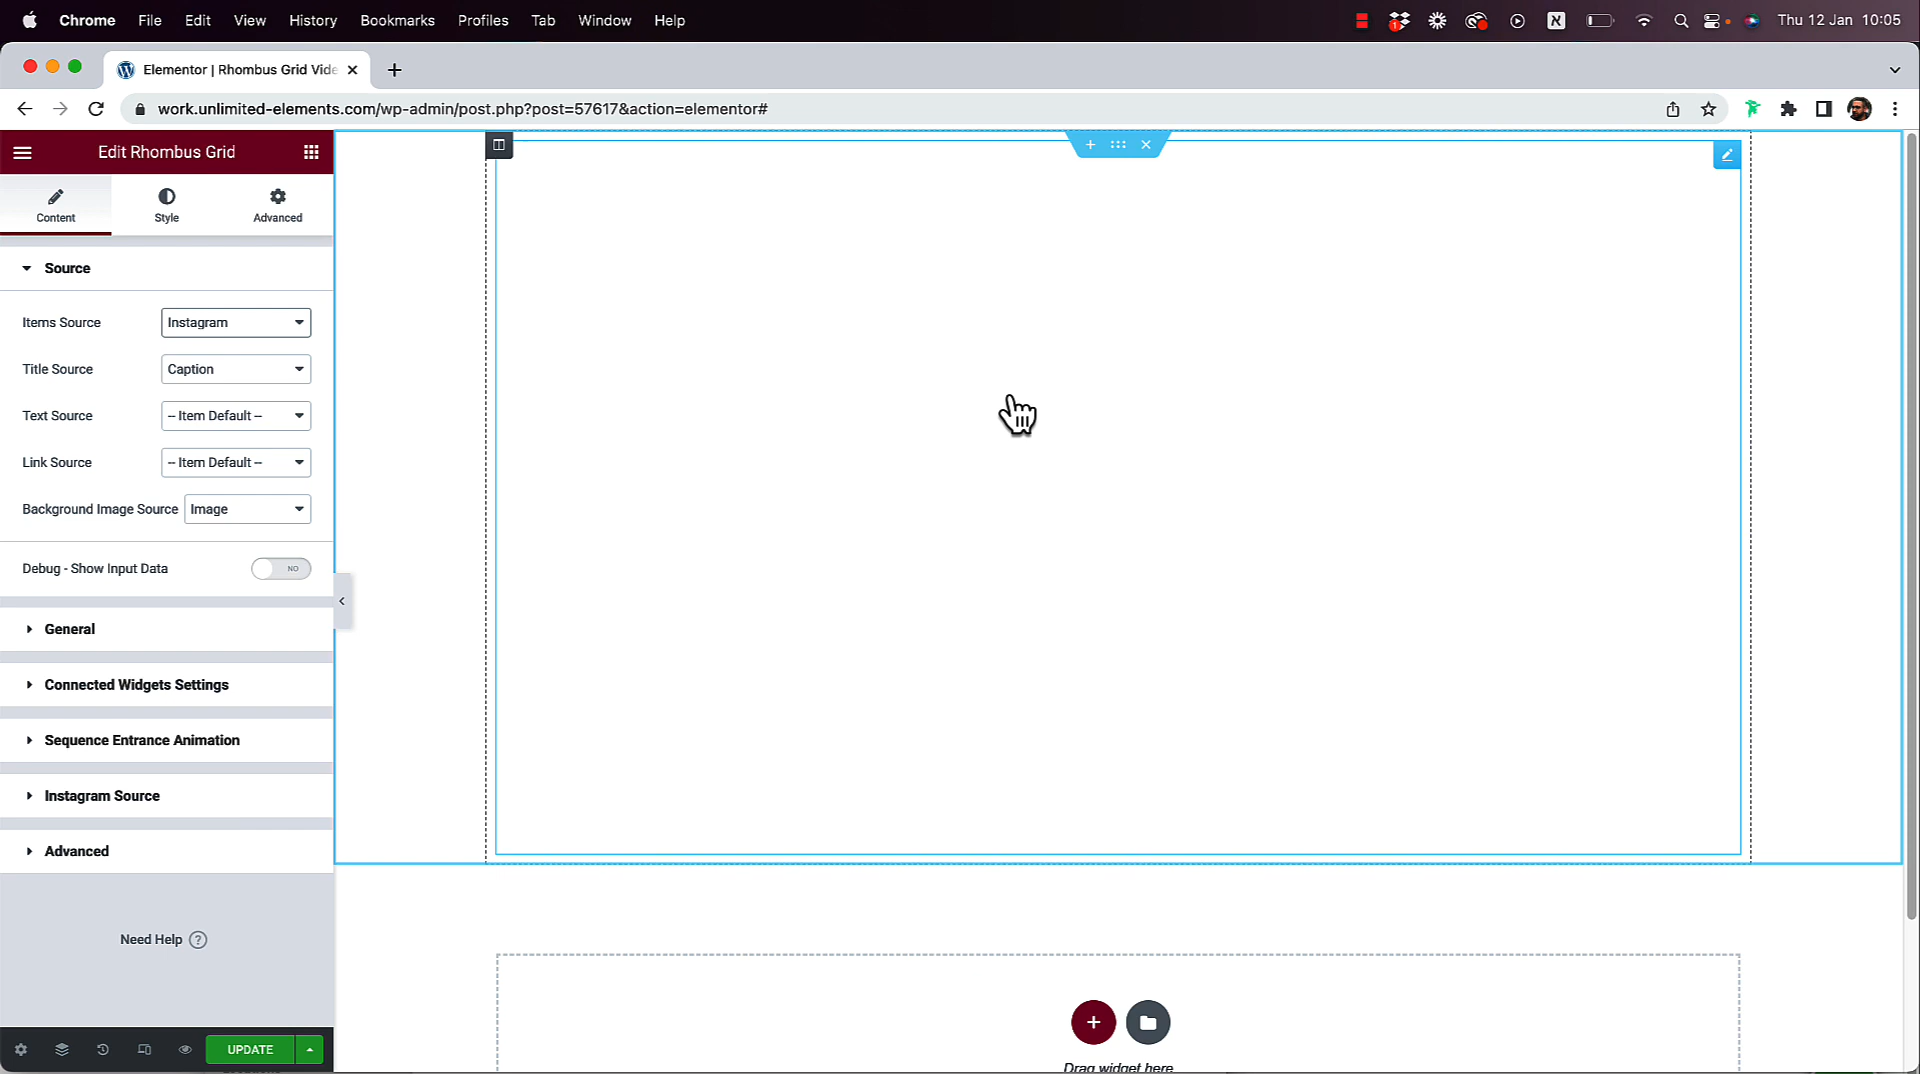 Chrome File Edit View History Bookmarks Profiles Tab Window Help 1 Thu 12 Jan 10:05
Elementor | Rhombus Grid Vide
work.unlimited-elements.com/wp-admin/post.php?post=57617&action=elementor#
Edit Rhombus Grid
Content Style Advanced
Source
Items Source Instagram
Title Source Caption
Text Source -- Item Default --
Link Source -- Item Default --
Background Image Source Image
Debug - Show Input Data NO
General
Connected Widgets Settings
Sequence Entrance Animation
Instagram Source
Advanced
Need Help ?
UPDATE
Drag widget here